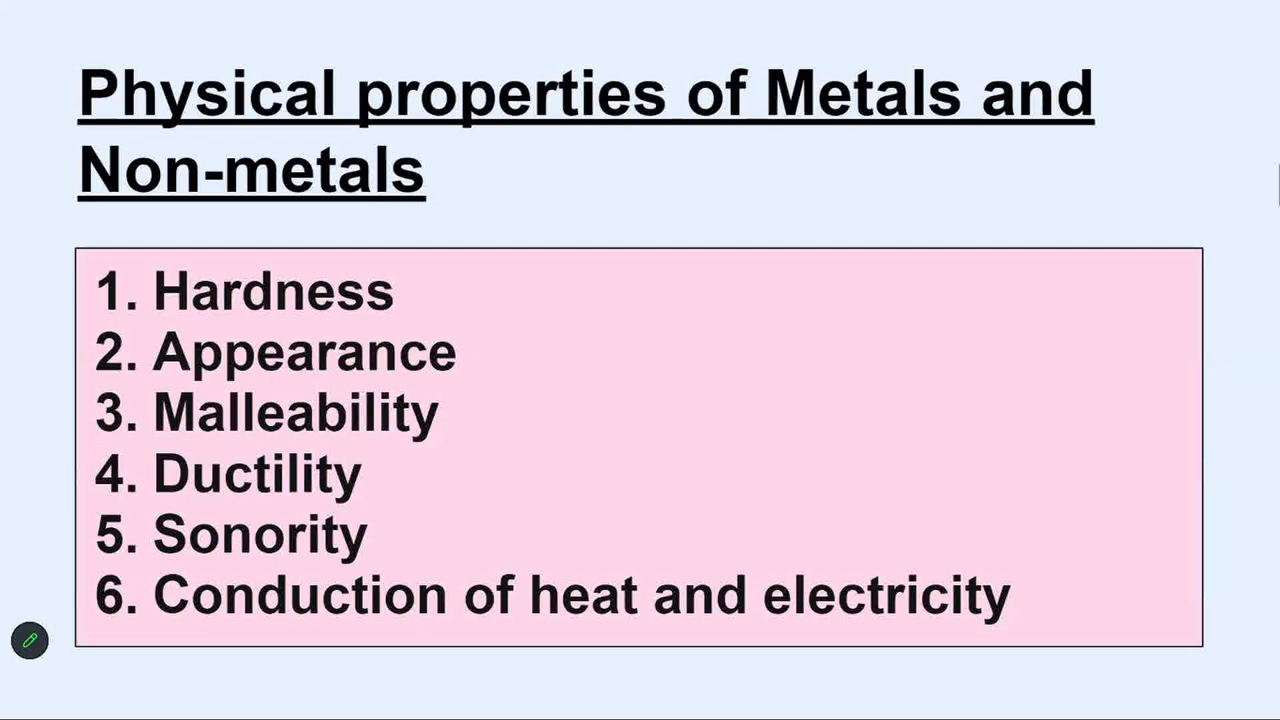 Physical properties of Metals and
Non-metals
1. Hardness
2. Appearance
3. Malleability
4. Ductility
5. Sonority
6. Conduction of heat and electricity